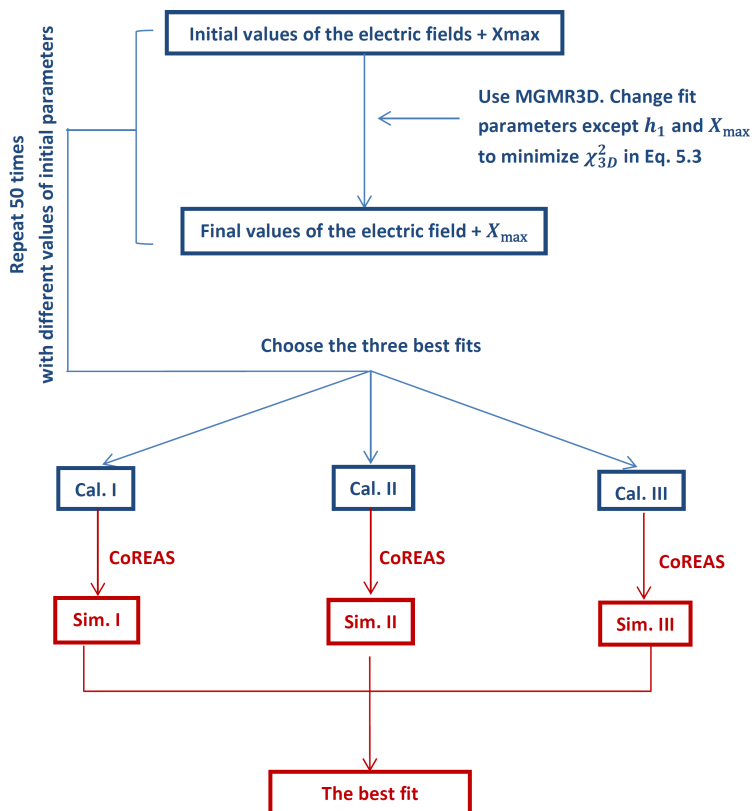 Initial values of the electric fields + Xmax
Use MGMR3D. Change fit
parameters except h₁ and Xₘₐₓ
to minimize χ²₃D in Eq. 5.3
Final values of the electric field + Xₘₐₓ
Repeat 50 times
with different values of initial parameters
Choose the three best fits
Cal. I
Cal. II
Cal. III
CoREAS
CoREAS
CoREAS
Sim. I
Sim. II
Sim. III
The best fit